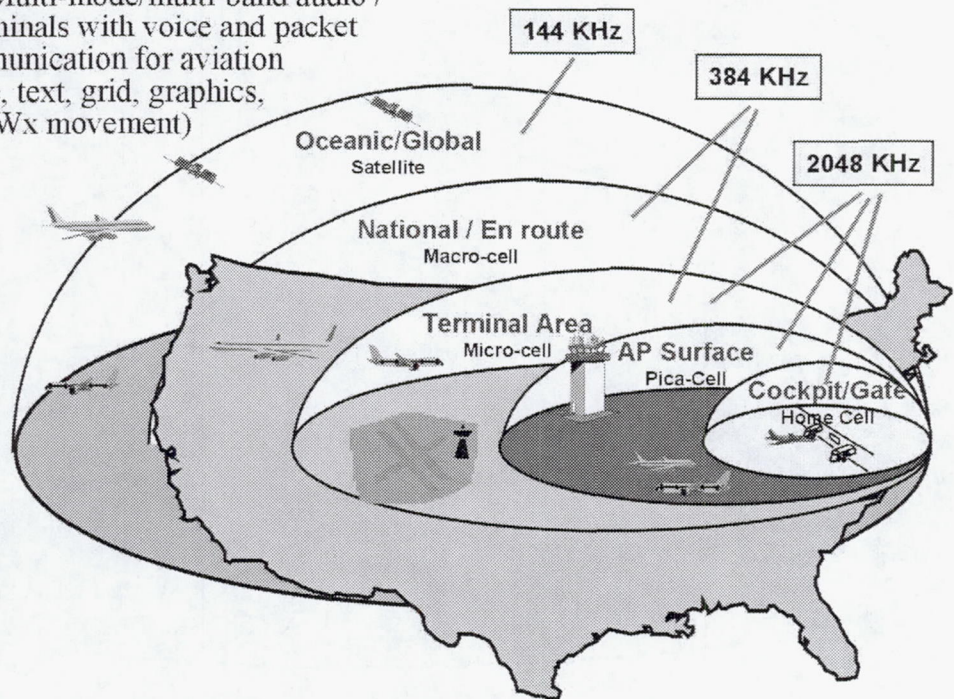 Multi-mode/multi-band audio /
minals with voice and packet
munication for aviation
, text, grid, graphics,
Wx movement)
144 KHz
384 KHz
2048 KHz
Oceanic/Global
Satellite
National / En route
Macro-cell
Terminal Area
Micro-cell
AP Surface
Pica-Cell
Cockpit/Gate
Home Cell